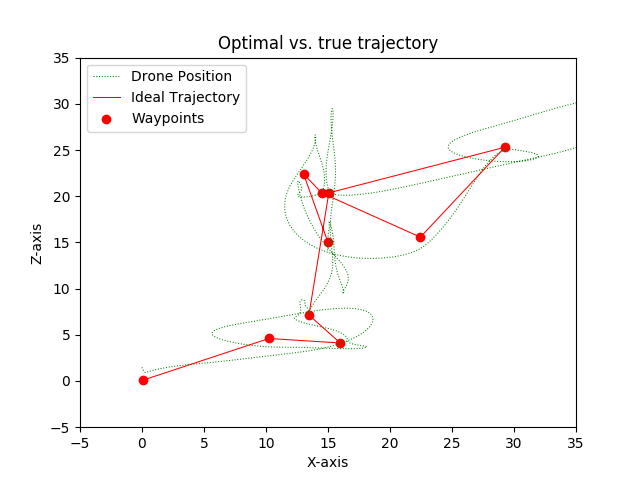 Optimal vs. true trajectory
Drone Position
Ideal Trajectory
Waypoints
Z-axis
35
30
25
20
15
10
5
0
−5
−5 0 5 10 15 20 25 30 35
X-axis